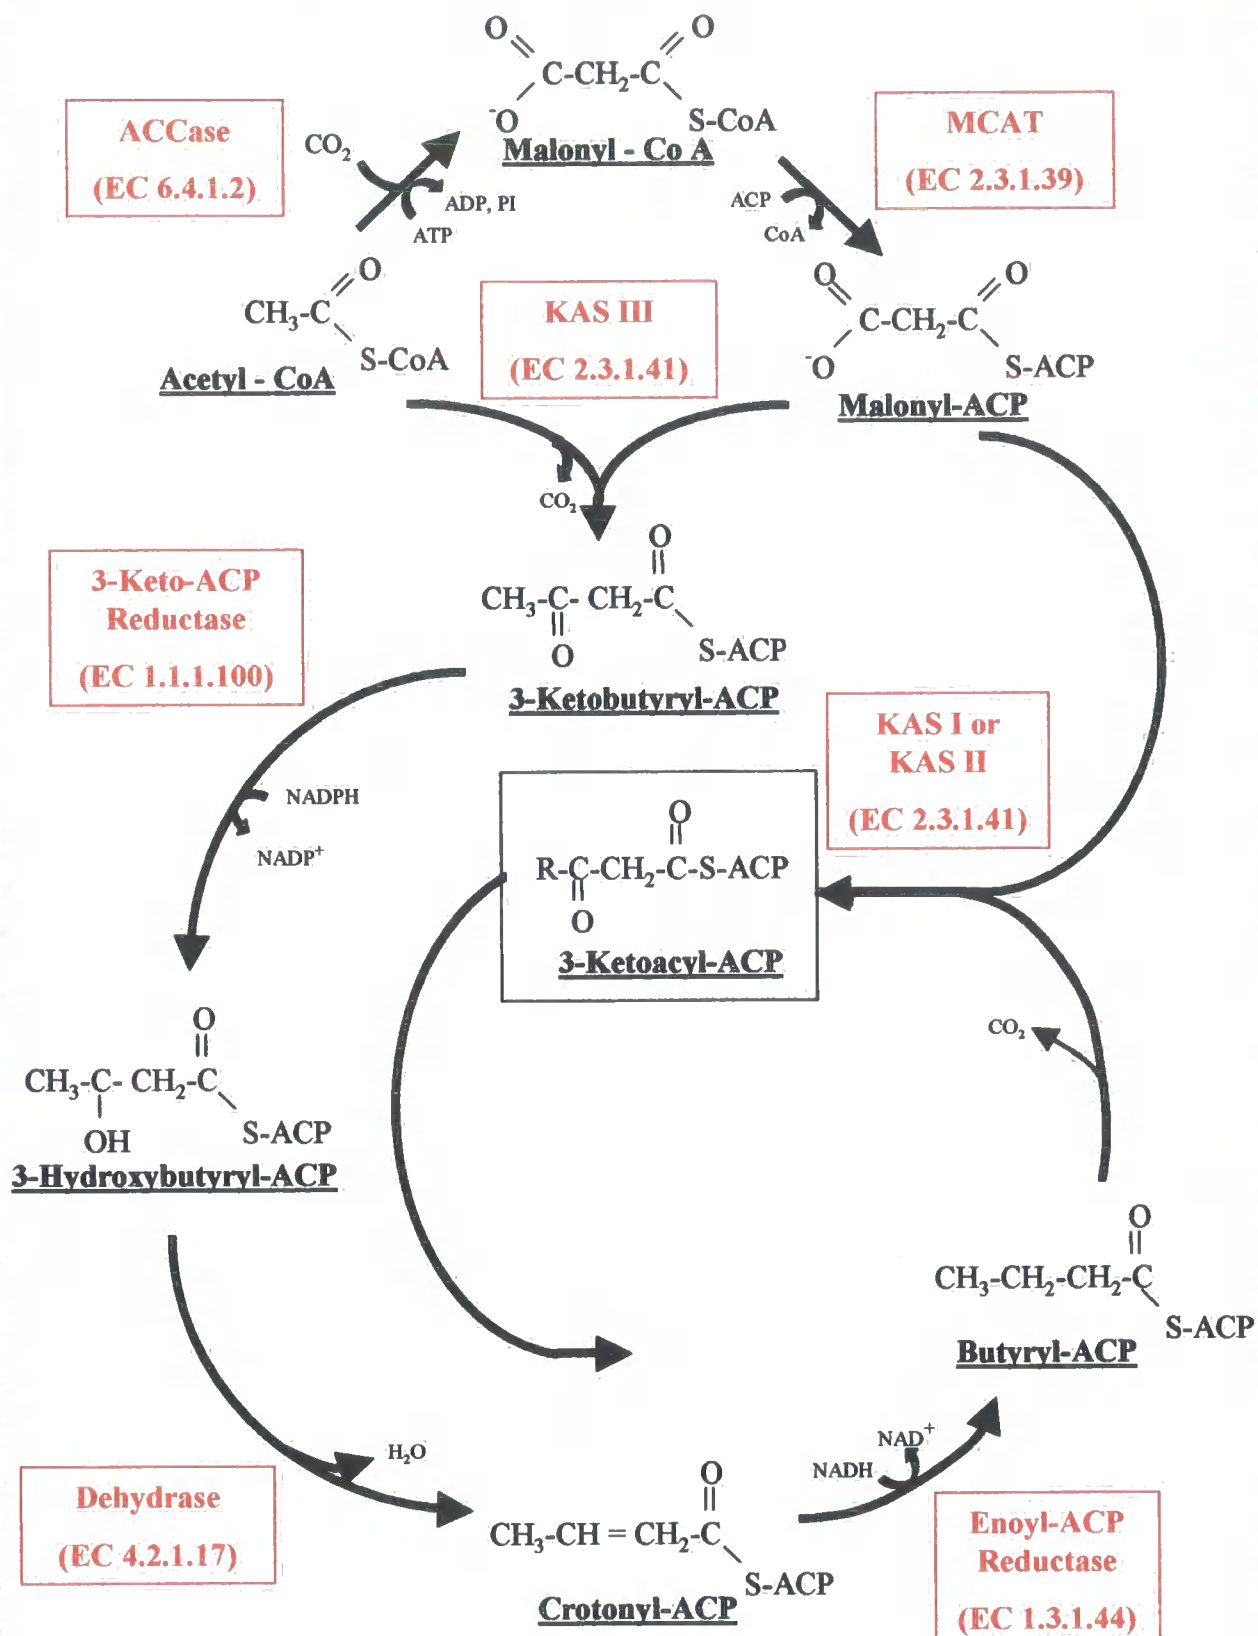 O O
C-CH₂-C
⁻O S-CoA
Malonyl - Co A
ACCase
(EC 6.4.1.2)
CO₂
ADP, PI
ATP
MCAT
(EC 2.3.1.39)
ACP
CoA
O
CH₃-C
S-CoA
Acetyl - CoA
KAS III
(EC 2.3.1.41)
O O
C-CH₂-C
⁻O S-ACP
Malonyl-ACP
CO₂
O
CH₃-C- CH₂-C
O S-ACP
3-Ketobutyryl-ACP
3-Keto-ACP
Reductase
(EC 1.1.1.100)
NADPH
NADP⁺
KAS I or
KAS II
(EC 2.3.1.41)
O
R-C-CH₂-C-S-ACP
O
3-Ketoacyl-ACP
CO₂
O
CH₃-C- CH₂-C
OH S-ACP
3-Hydroxybutyryl-ACP
O
CH₃-CH₂-CH₂-C
S-ACP
Butyryl-ACP
H₂O
Dehydrase
(EC 4.2.1.17)
O
CH₃-CH = CH₂-C
S-ACP
Crotonyl-ACP
NADH
NAD⁺
Enoyl-ACP
Reductase
(EC 1.3.1.44)